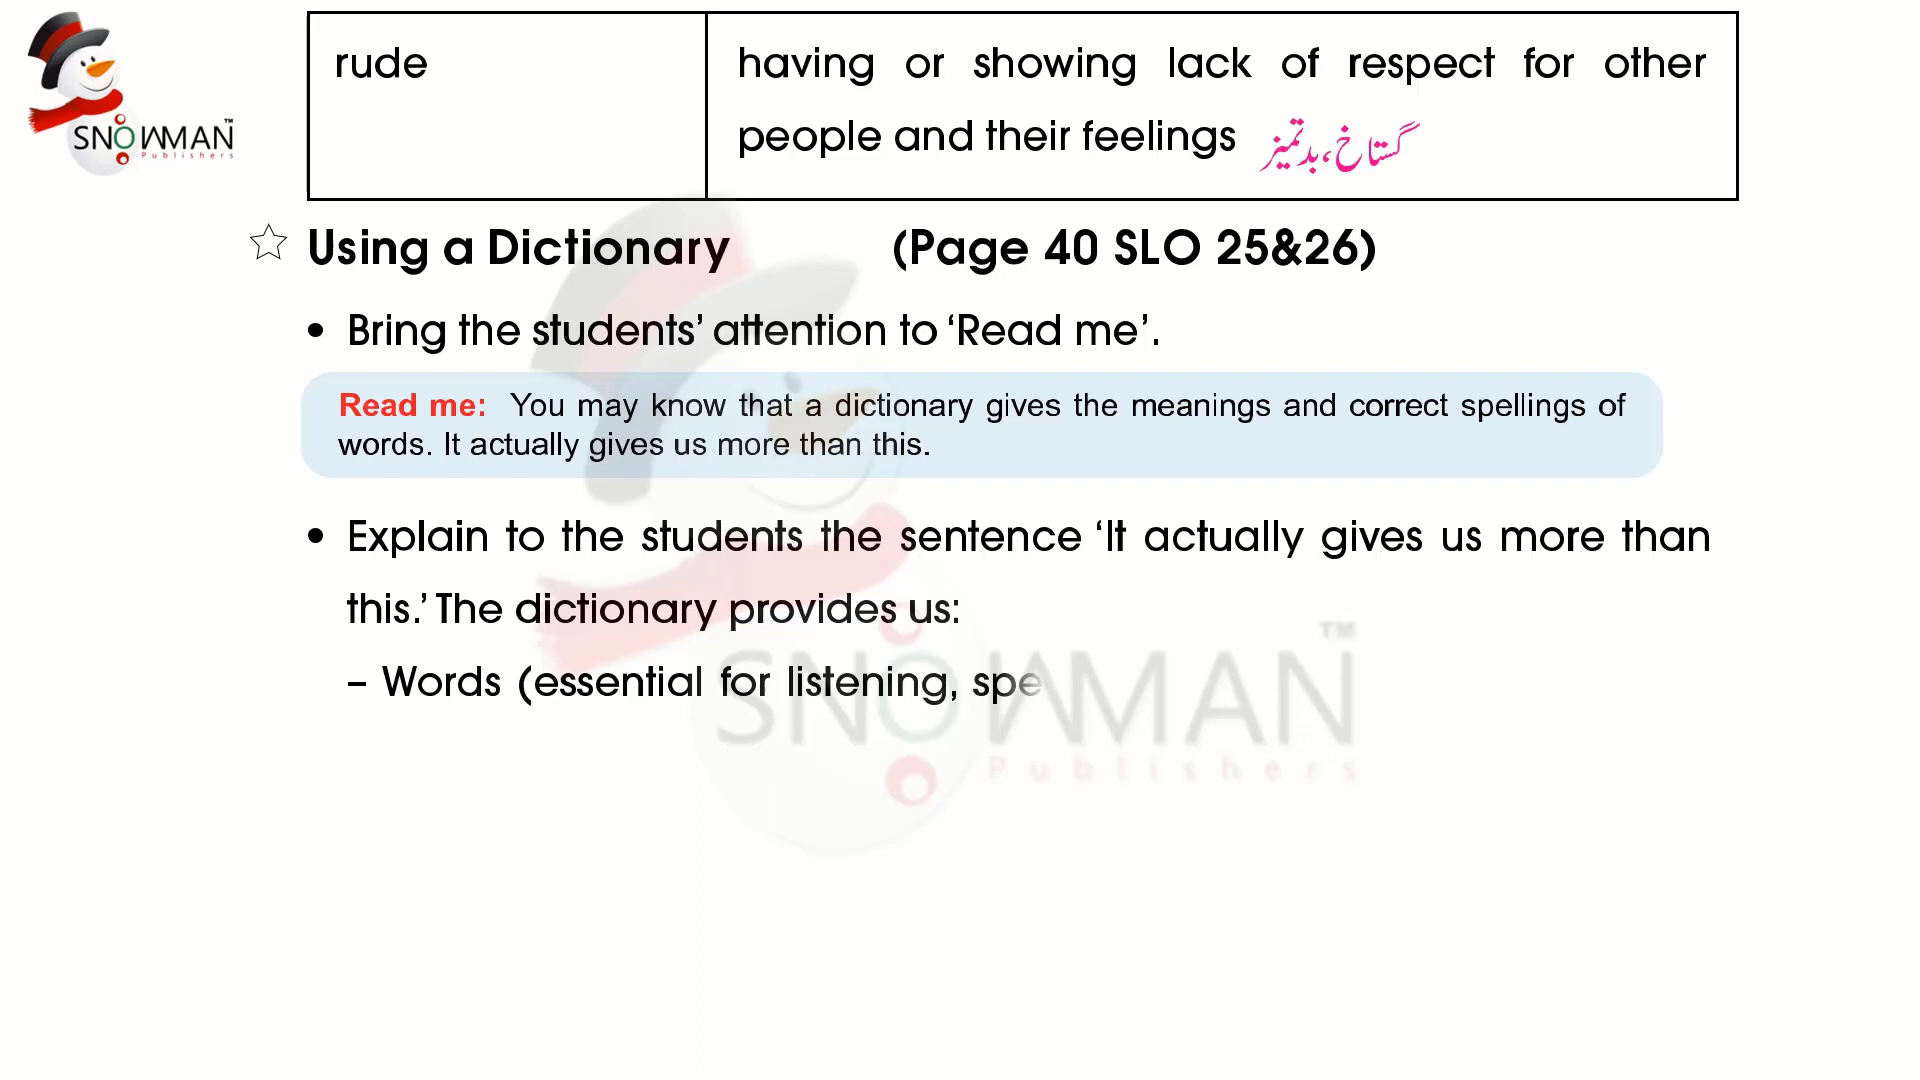 SNOWMAN™
Publishers
rude
having or showing lack of respect for other
people and their feelings گستاخ، بدتمیز
☆ Using a Dictionary (Page 40 SLO 25&26)
• Bring the students’ attention to ‘Read me’.
Read me: You may know that a dictionary gives the meanings and correct spellings of
words. It actually gives us more than this.
• Explain to the students the sentence ‘It actually gives us more than
this.’ The dictionary provides us:
– Words (essential for listening, spe
SNOWMAN™
Publishers